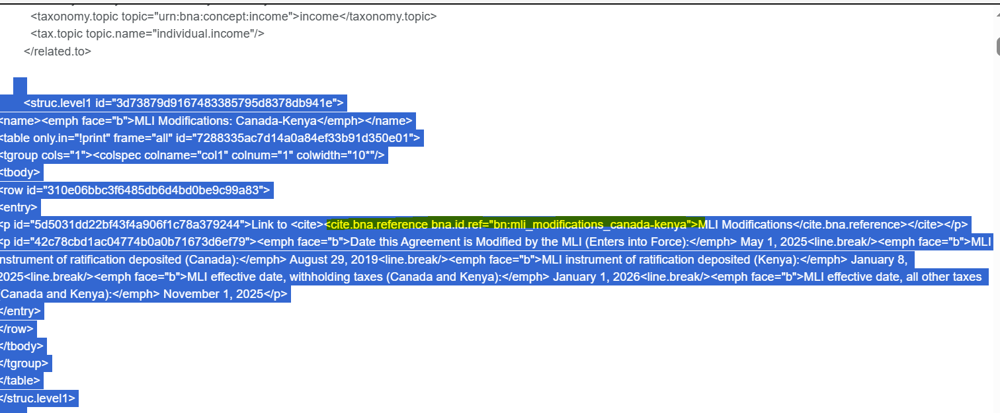 <taxonomy.topic topic="urn:bna:concept:income">income</taxonomy.topic>
<tax.topic topic.name="individual.income"/>
</related.to>
<struc.level1 id="3d73879d9167483385795d8378db941e">
<name><emph face="b">MLI Modifications: Canada-Kenya</emph></name>
<table only.in="!print" frame="all" id="7288335ac7d14a0a84ef33b91d350e01">
<tgroup cols="1"><colspec colname="col1" colnum="1" colwidth="10*"/>
<tbody>
<row id="310e06bbc3f6485db6d4bd0be9c99a83">
<entry>
<p id="5d5031dd22bf43f4a906f1c78a379244">Link to <cite><cite.bna.reference bna.id.ref="bn:mli_modifications_canada-kenya">MLI Modifications</cite.bna.reference></cite></p>
<p id="42c78cbd1ac04774b0a0b71673d6ef79"><emph face="b">Date this Agreement is Modified by the MLI (Enters into Force):</emph> May 1, 2025<line.break/><emph face="b">MLI
instrument of ratification deposited (Canada):</emph> August 29, 2019<line.break/><emph face="b">MLI instrument of ratification deposited (Kenya):</emph> January 8,
2025<line.break/><emph face="b">MLI effective date, withholding taxes (Canada and Kenya):</emph> January 1, 2026<line.break/><emph face="b">MLI effective date, all other taxes
(Canada and Kenya):</emph> November 1, 2025</p>
</entry>
</row>
</tbody>
</tgroup>
</table>
</struc.level1>